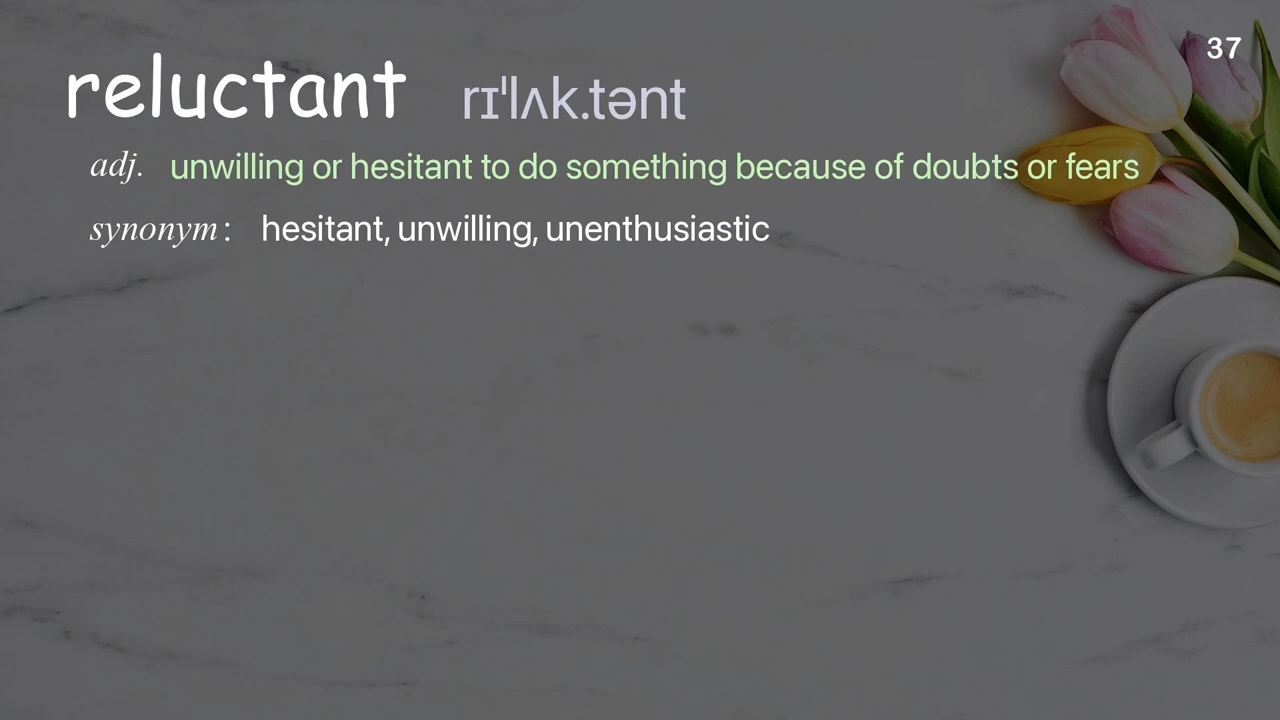 37
reluctant rɪˈlʌk.tənt
adj. unwilling or hesitant to do something because of doubts or fears
synonym: hesitant, unwilling, unenthusiastic